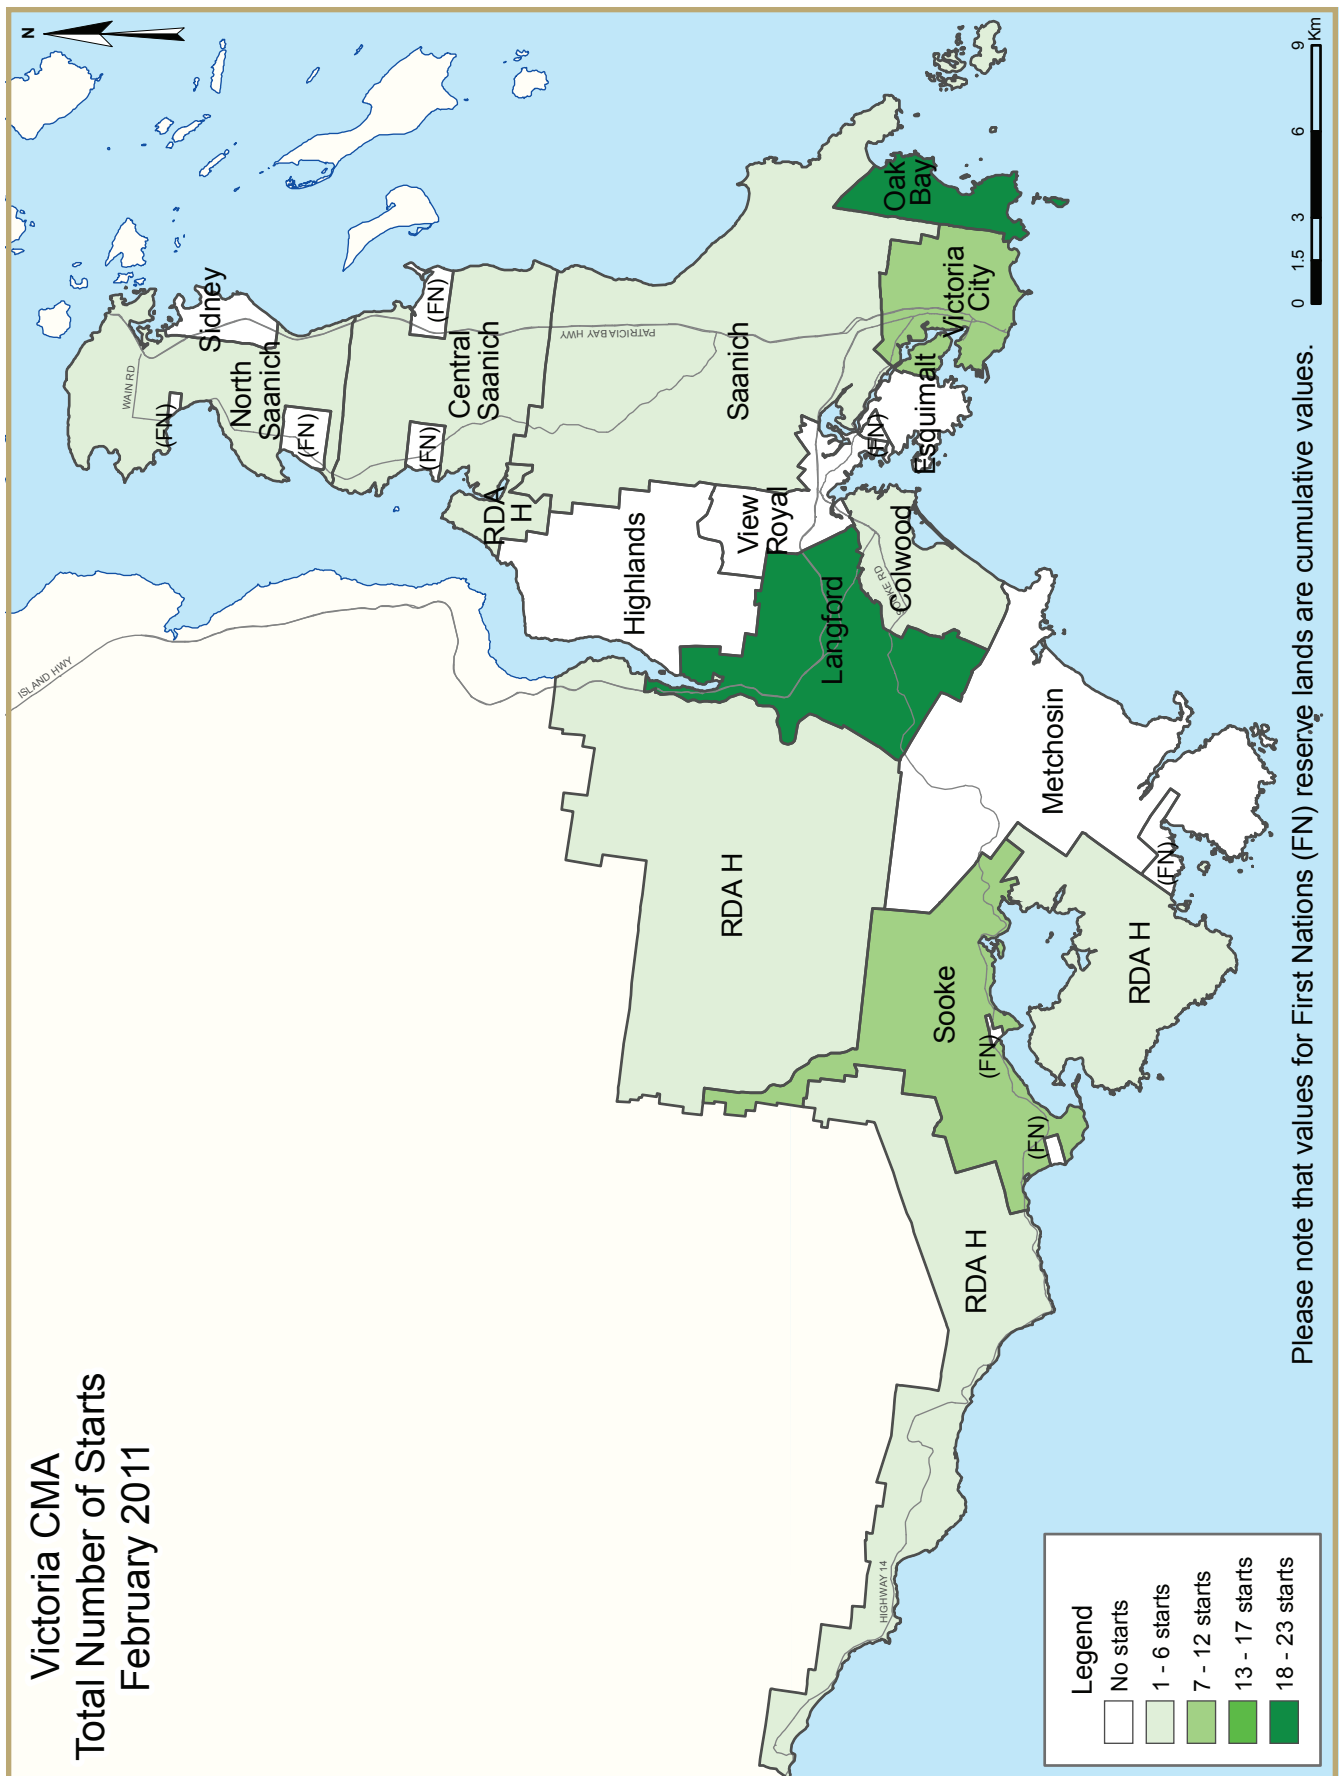 Victoria CMA
Total Number of Starts
February 2011
N
ISLAND HWY
WAIN RD
(FN)
Sidney
North
Saanich
(FN)
(FN)
(FN)
Central
Saanich
PATRICIA BAY HWY
RDA
H
Saanich
Highlands
View
Royal
Oak
Bay
Victoria
City
Esquimalt
(FN)
Langford
SOOKE RD
Colwood
Metchosin
(FN)
RDA H
Sooke
(FN)
(FN)
RDA H
RDA H
HIGHWAY 14
Legend
No starts
1 - 6 starts
7 - 12 starts
13 - 17 starts
18 - 23 starts
0 1.5 3 6 9
Km
Please note that values for First Nations (FN) reserve lands are cumulative values.